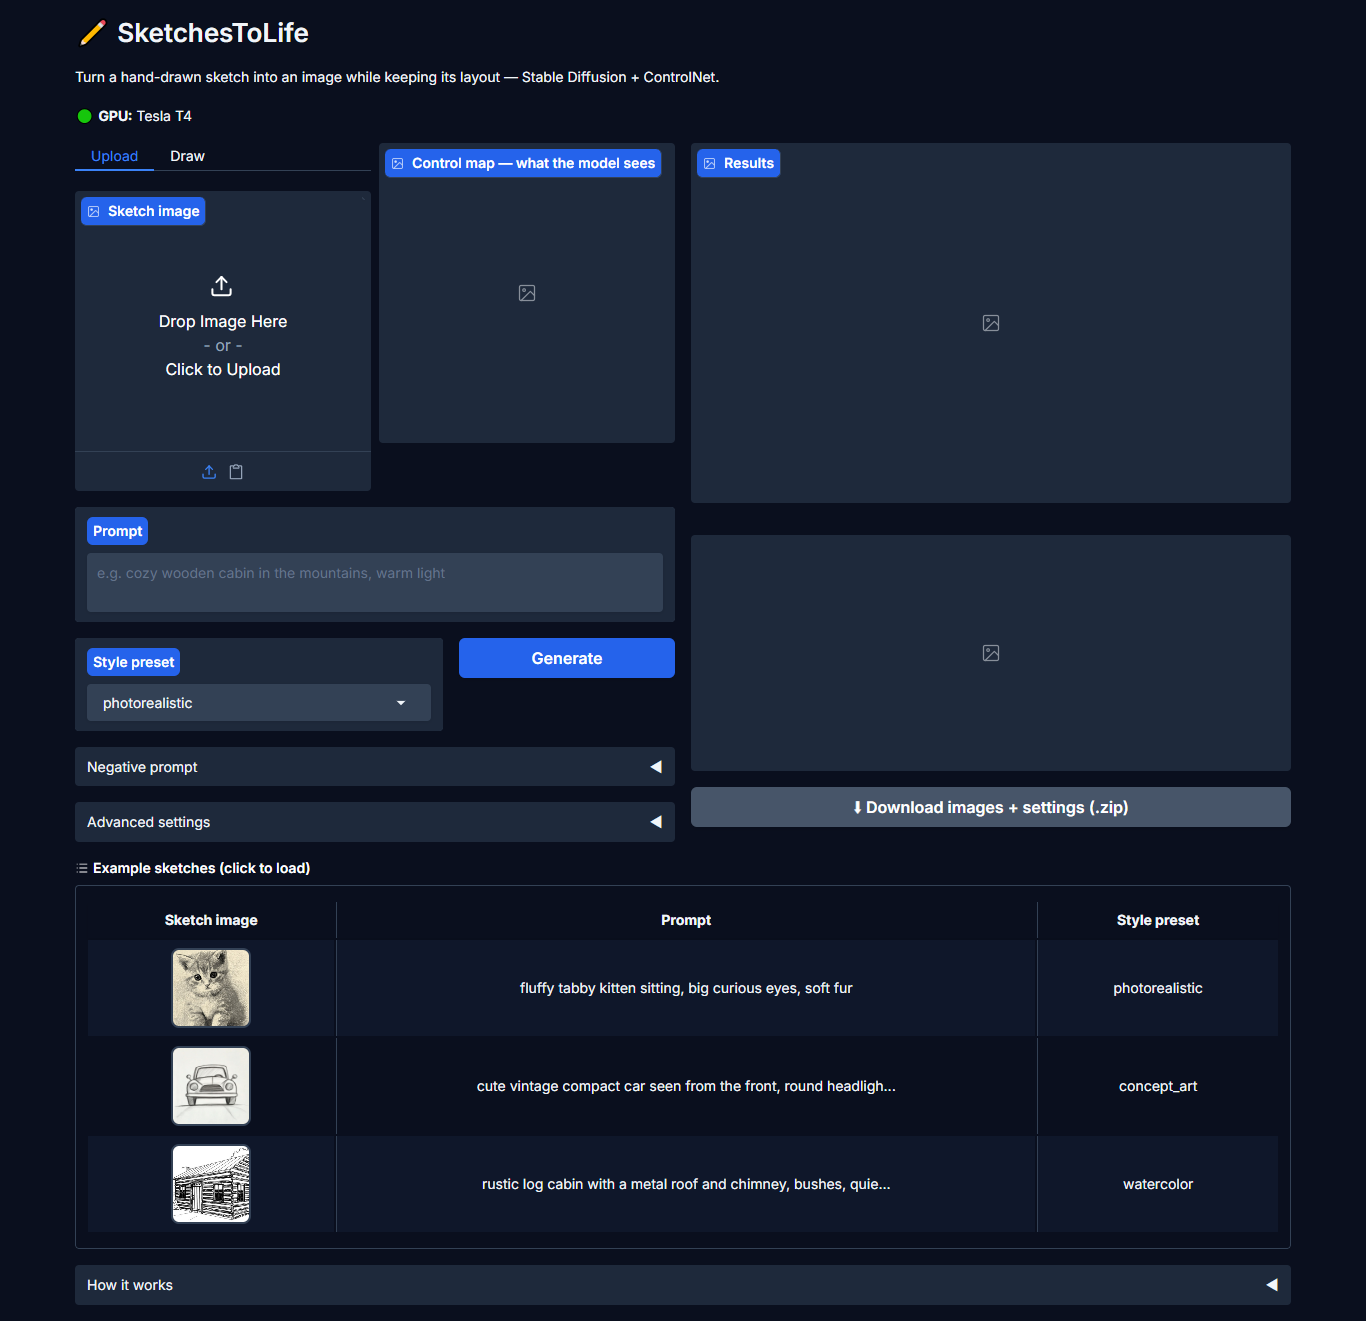 SketchesToLife
Turn a hand-drawn sketch into an image while keeping its layout — Stable Diffusion + ControlNet.
GPU: Tesla T4
Upload
Draw
Sketch image
Drop Image Here
- or -
Click to Upload
Control map — what the model sees
Results
Prompt
e.g. cozy wooden cabin in the mountains, warm light
Style preset
photorealistic
Generate
Negative prompt
Advanced settings
⬇ Download images + settings (.zip)
Example sketches (click to load)
Sketch image
Prompt
Style preset
fluffy tabby kitten sitting, big curious eyes, soft fur
photorealistic
cute vintage compact car seen from the front, round headligh...
concept_art
rustic log cabin with a metal roof and chimney, bushes, quie...
watercolor
How it works